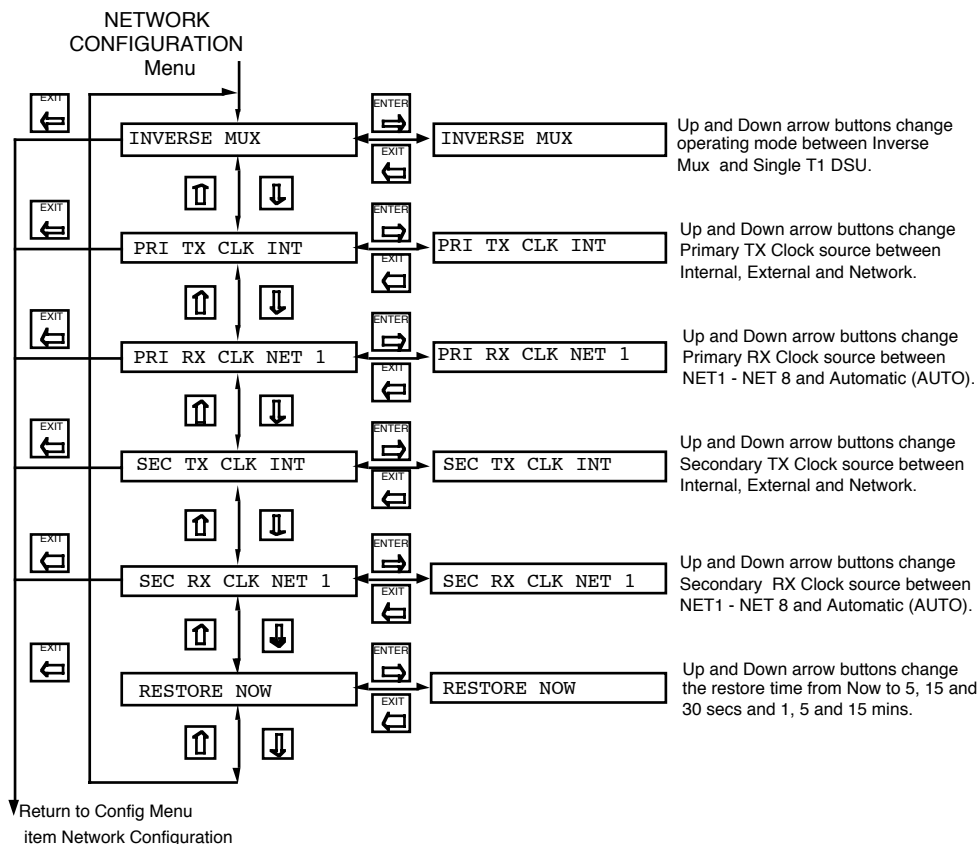 NETWORK
CONFIGURATION
Menu
EXIT
ENTER
INVERSE MUX
INVERSE MUX
EXIT
Up and Down arrow buttons change
operating mode between Inverse
Mux and Single T1 DSU.
EXIT
ENTER
PRI TX CLK INT
PRI TX CLK INT
EXIT
Up and Down arrow buttons change
Primary TX Clock source between
Internal, External and Network.
EXIT
ENTER
PRI RX CLK NET 1
PRI RX CLK NET 1
EXIT
Up and Down arrow buttons change
Primary RX Clock source between
NET1 - NET 8 and Automatic (AUTO).
EXIT
ENTER
SEC TX CLK INT
SEC TX CLK INT
EXIT
Up and Down arrow buttons change
Secondary TX Clock source between
Internal, External and Network.
EXIT
ENTER
SEC RX CLK NET 1
SEC RX CLK NET 1
EXIT
Up and Down arrow buttons change
Secondary RX Clock source between
NET1 - NET 8 and Automatic (AUTO).
EXIT
ENTER
RESTORE NOW
RESTORE NOW
EXIT
Up and Down arrow buttons change
the restore time from Now to 5, 15 and
30 secs and 1, 5 and 15 mins.
Return to Config Menu
item Network Configuration